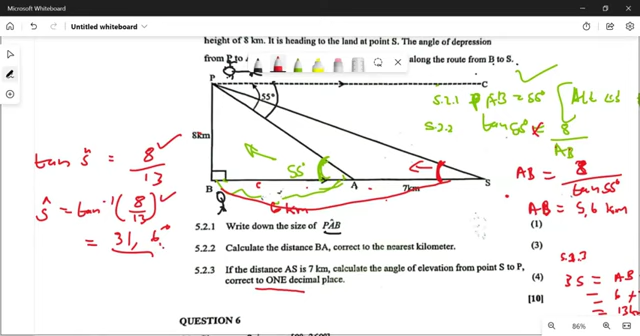 Untitled whiteboard
height of 8 km. It is heading to the land at point S. The angle of depression
from P to
along the route from B to S.
P
C
55°
8km
55°
B
c
A
7km
S
6 km
tan Ŝ = 8/13
Ŝ = tan⁻¹ (8/13)
= 31,6°
5.2.1 PÂB = 55° Alt ∠s
5.2.2 tan 55° = 8/AB
AB = 8/tan 55°
AB = 5,6 km
5.2.3
BS = AB
= 6 +
= 13k
5.2.1 Write down the size of PÂB (1)
5.2.2 Calculate the distance BA, correct to the nearest kilometer. (3)
5.2.3 If the distance AS is 7 km, calculate the angle of elevation from point S to P, (4)
correct to ONE decimal place.
[10]
QUESTION 6
86%